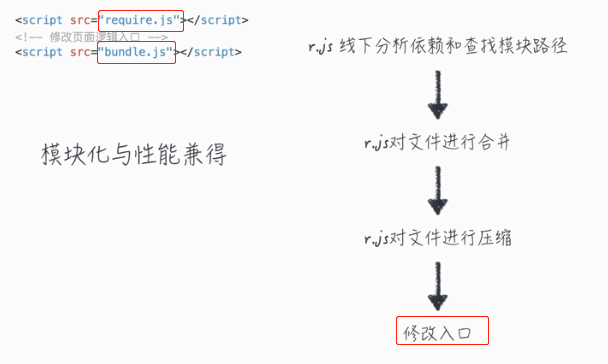 <script src="require.js"></script>
<!-- 修改页面逻辑入口 -->
<script src="bundle.js"></script>
模块化与性能兼得
r.js 线下分析依赖和查找模块路径
r.js对文件进行合并
r.js对文件进行压缩
修改入口